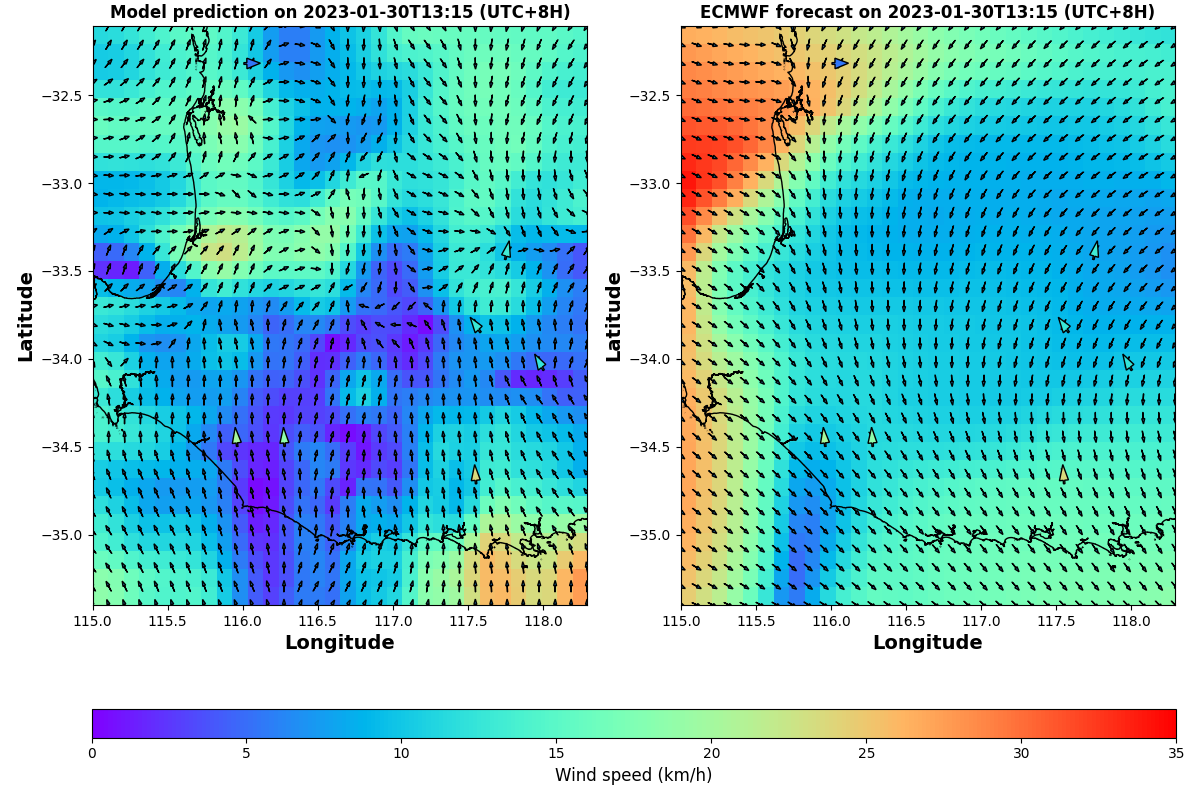 Model prediction on 2023-01-30T13:15 (UTC+8H)
ECMWF forecast on 2023-01-30T13:15 (UTC+8H)
−32.5
−33.0
−33.5
−34.0
−34.5
−35.0
Latitude
115.0 115.5 116.0 116.5 117.0 117.5 118.0
Longitude
−32.5
−33.0
−33.5
−34.0
−34.5
−35.0
Latitude
115.0 115.5 116.0 116.5 117.0 117.5 118.0
Longitude
0 5 10 15 20 25 30 35
Wind speed (km/h)